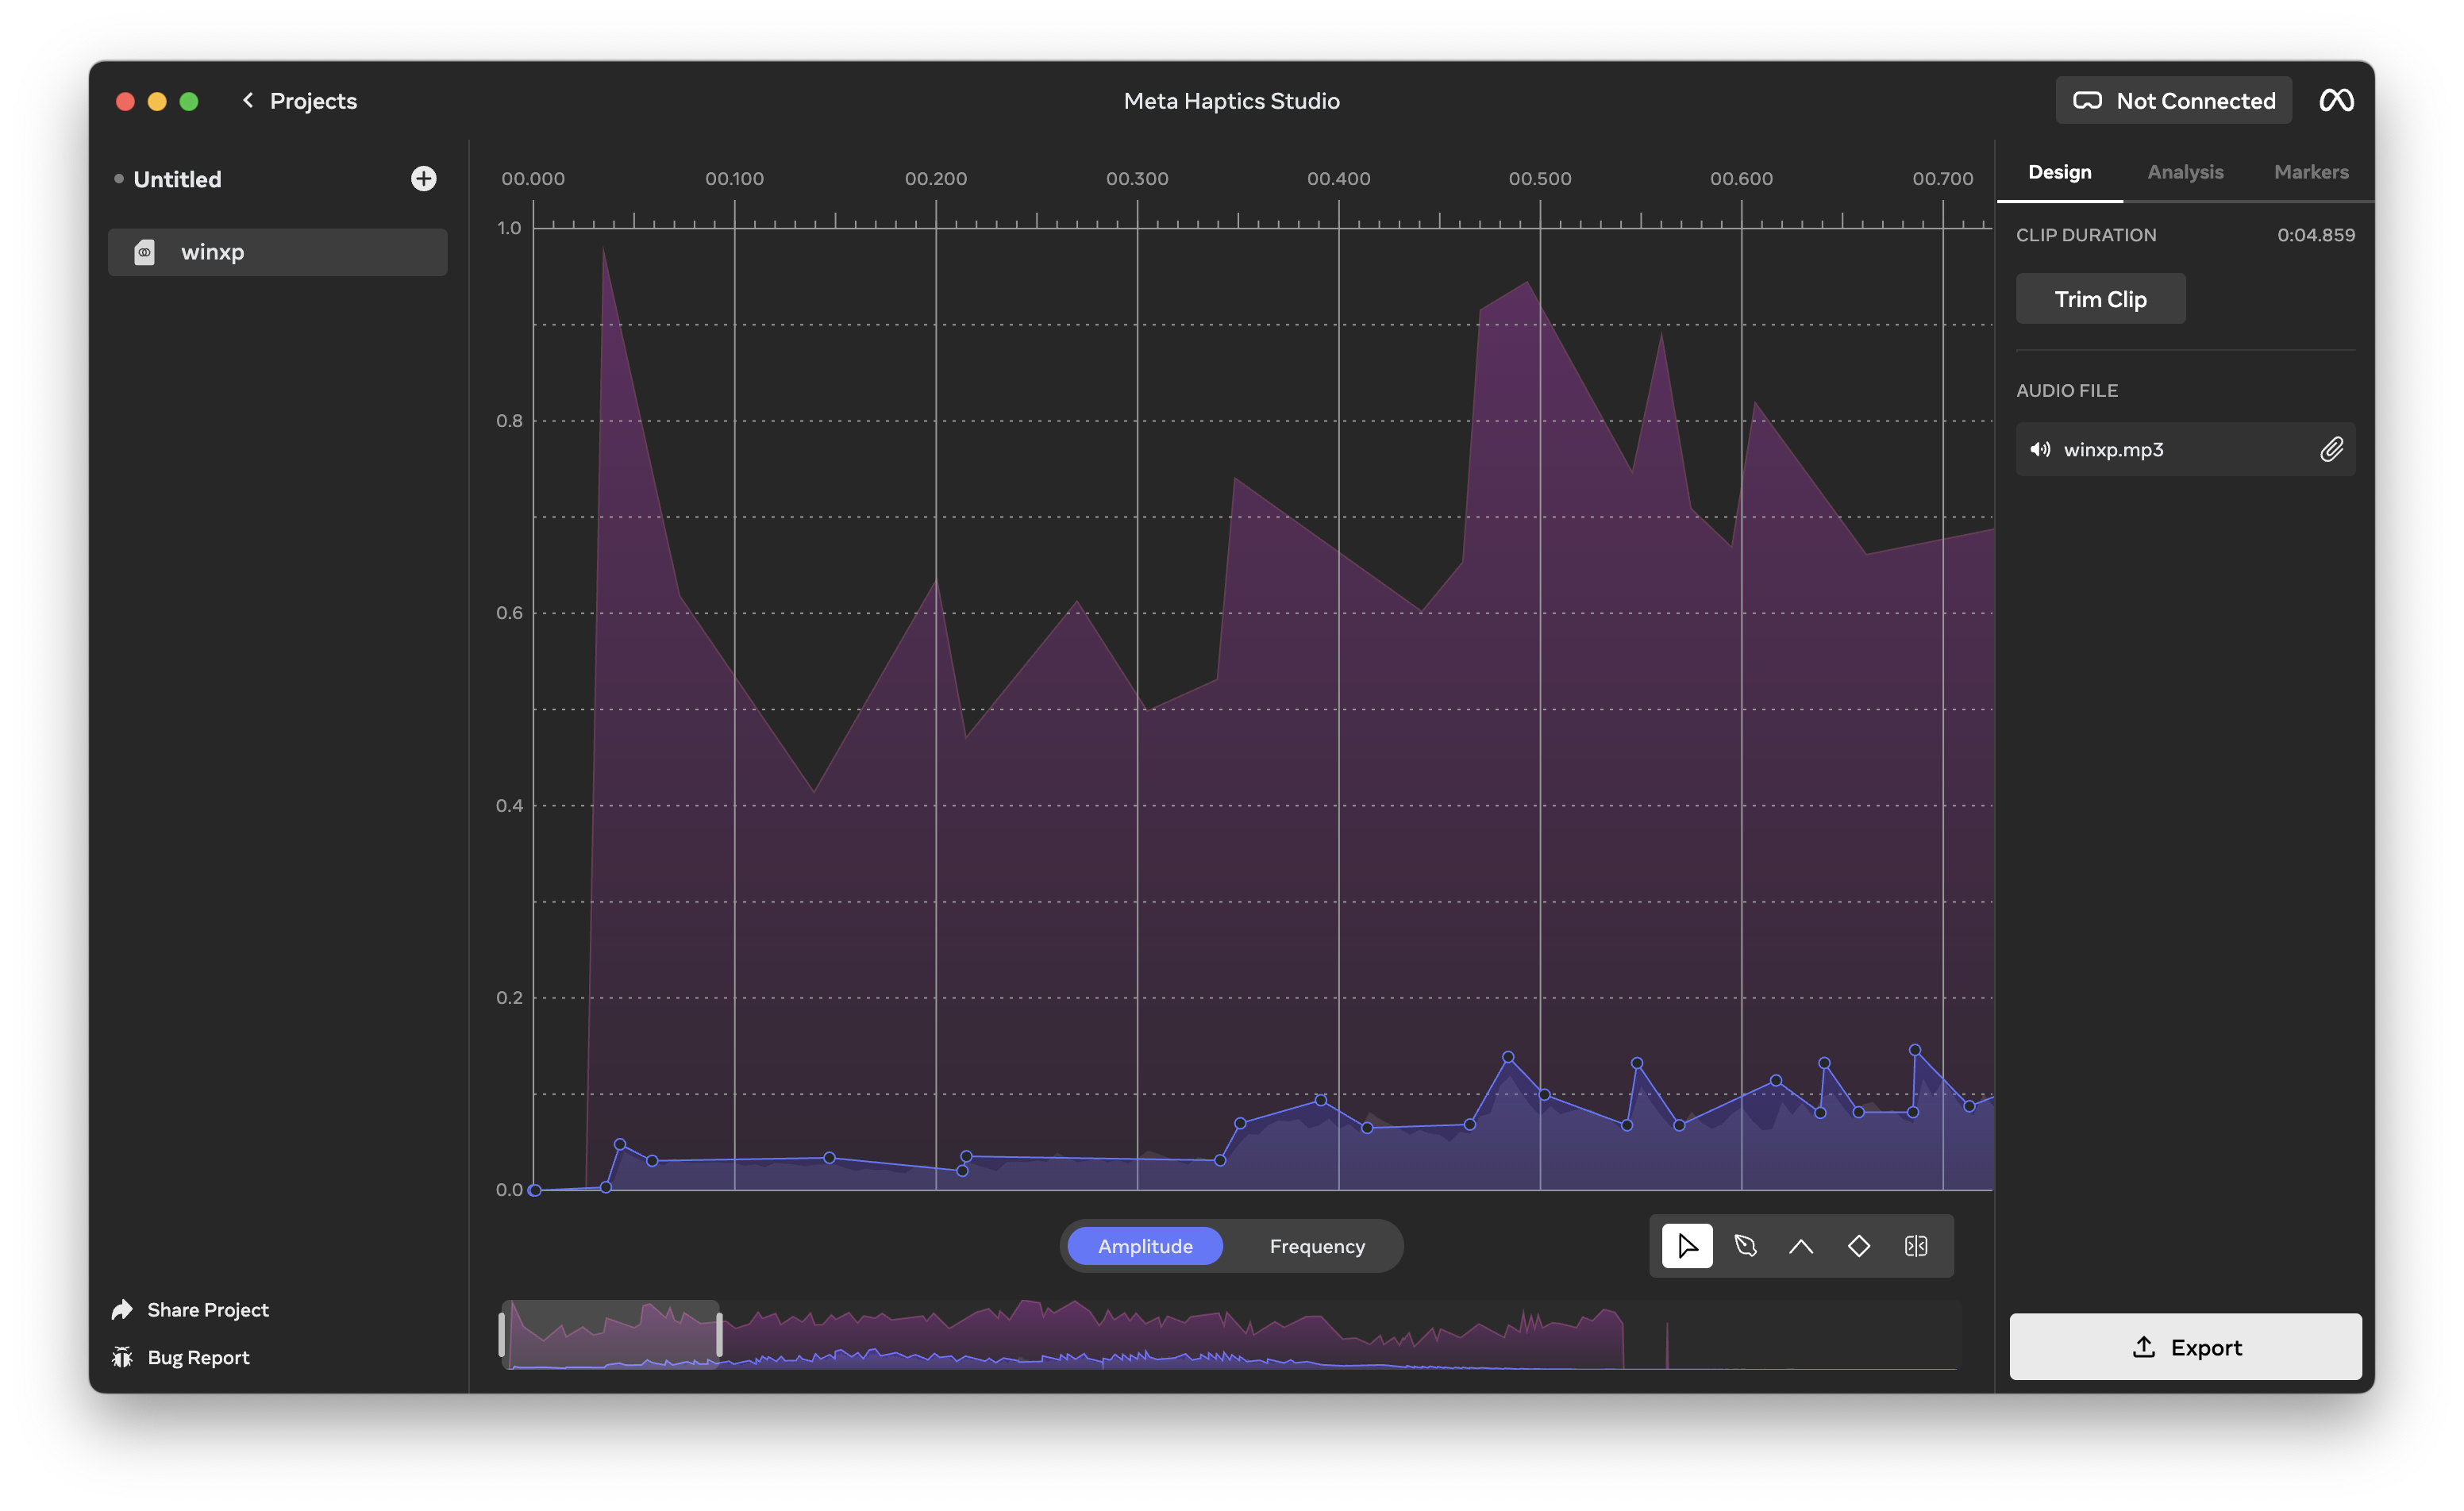 Projects
Meta Haptics Studio
Not Connected
Untitled
winxp
00.000 00.100 00.200 00.300 00.400 00.500 00.600 00.700
1.0
0.8
0.6
0.4
0.2
0.0
Amplitude Frequency
Design Analysis Markers
CLIP DURATION 0:04.859
Trim Clip
AUDIO FILE
winxp.mp3
Share Project
Bug Report
Export